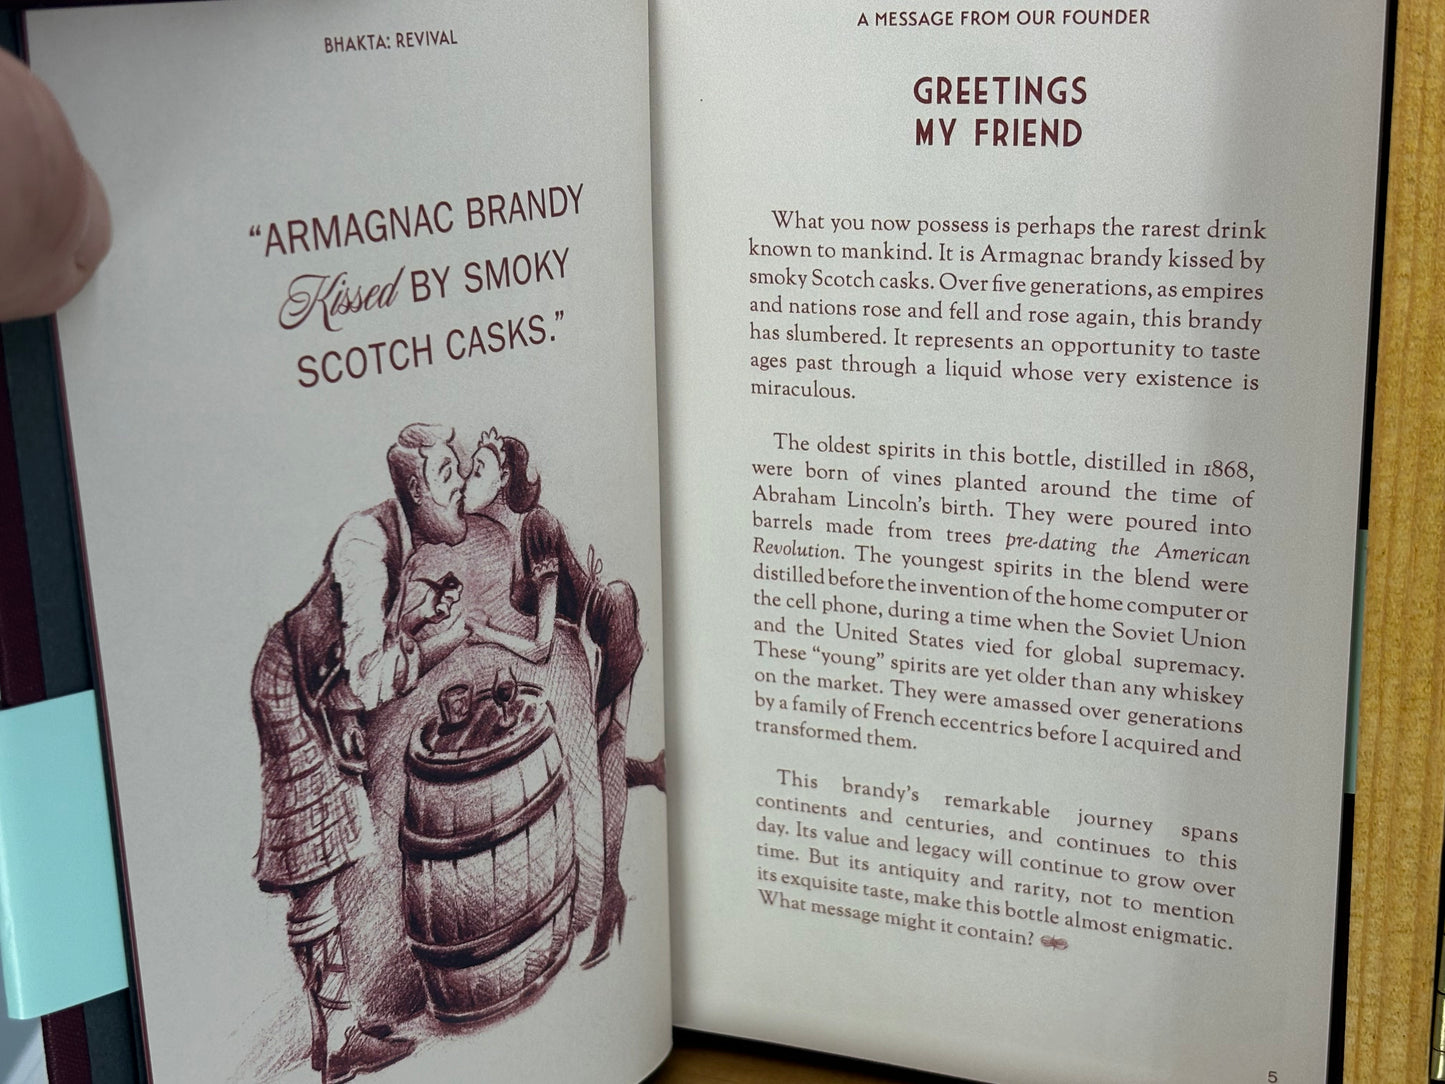 BHAKTA: REVIVAL
“ARMAGNAC BRANDY
Kissed BY SMOKY
SCOTCH CASKS.”
A MESSAGE FROM OUR FOUNDER
GREETINGS
MY FRIEND
What you now possess is perhaps the rarest drink
known to mankind. It is Armagnac brandy kissed by
smoky Scotch casks. Over five generations, as empires
and nations rose and fell and rose again, this brandy
has slumbered. It represents an opportunity to taste
ages past through a liquid whose very existence is
miraculous.
The oldest spirits in this bottle, distilled in 1868,
were born of vines planted around the time of
Abraham Lincoln’s birth. They were poured into
barrels made from trees pre-dating the American
Revolution. The youngest spirits in the blend were
distilled before the invention of the home computer or
the cell phone, during a time when the Soviet Union
and the United States vied for global supremacy.
These “young” spirits are yet older than any whiskey
on the market. They were amassed over generations
by a family of French eccentrics before I acquired and
transformed them.
This brandy’s remarkable journey spans
continents and centuries, and continues to this
day. Its value and legacy will continue to grow over
time. But its antiquity and rarity, not to mention
its exquisite taste, make this bottle almost enigmatic.
What message might it contain?
5